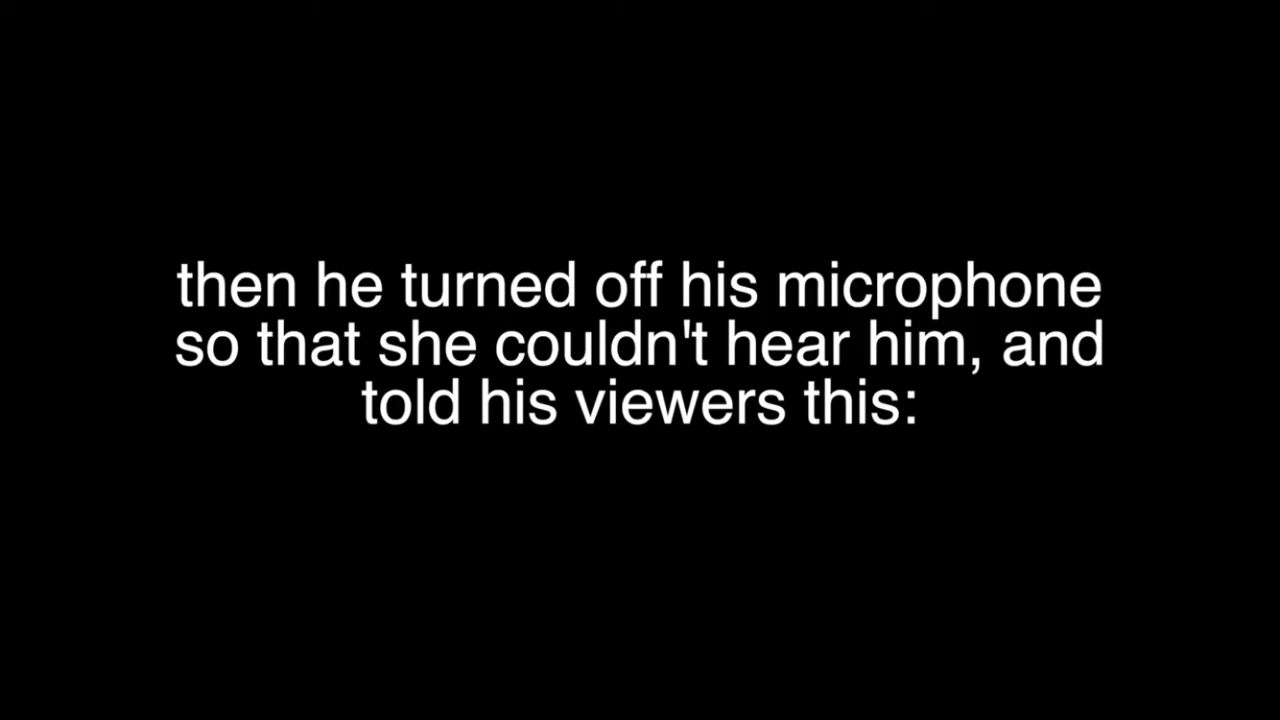 then he turned off his microphone
so that she couldn't hear him, and
told his viewers this: